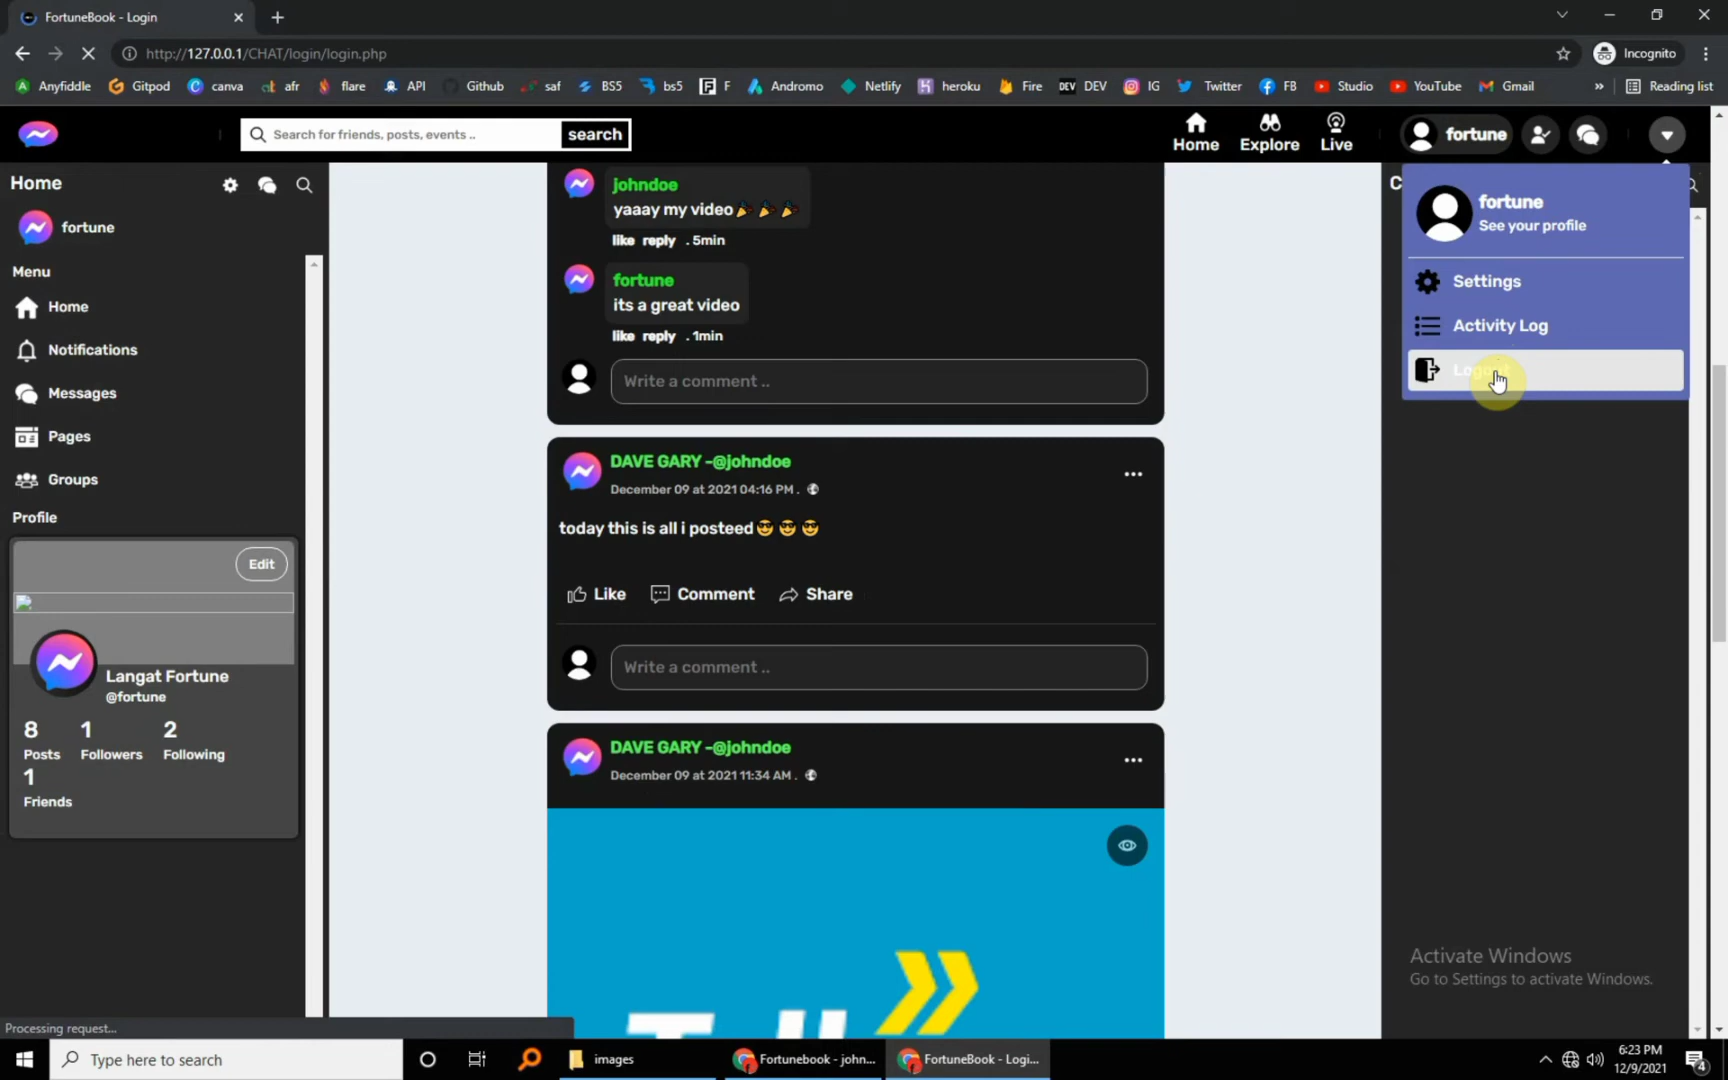 FortuneBook - Login
http://127.0.0.1/CHAT/login/login.php
Incognito
Anyfiddle
Gitpod
canva
afr
flare
API
Github
saf
BS5
bs5
F
Andromo
Netlify
heroku
Fire
DEV
DEV
IG
Twitter
FB
Studio
YouTube
Gmail
»
Reading list
Search for friends, posts, events ..
search
Home
Explore
Live
fortune
Home
fortune
Menu
Home
Notifications
Messages
Pages
Groups
Profile
Edit
Langat Fortune
@fortune
8
1
2
Posts
Followers
Following
1
Friends
johndoe
yaaay my video🎉 🎉 🎉
like reply . 5min
fortune
its a great video
like reply . 1min
Write a comment ..
DAVE GARY -@johndoe
December 09 at 2021 04:16 PM .
today this is all i posteed😎 😎 😎
Like
Comment
Share
Write a comment ..
DAVE GARY -@johndoe
December 09 at 2021 11:34 AM .
C
fortune
See your profile
Settings
Activity Log
Activate Windows
Go to Settings to activate Windows.
Processing request...
Type here to search
images
Fortunebook - john...
FortuneBook - Logi...
6:23 PM
12/9/2021
4